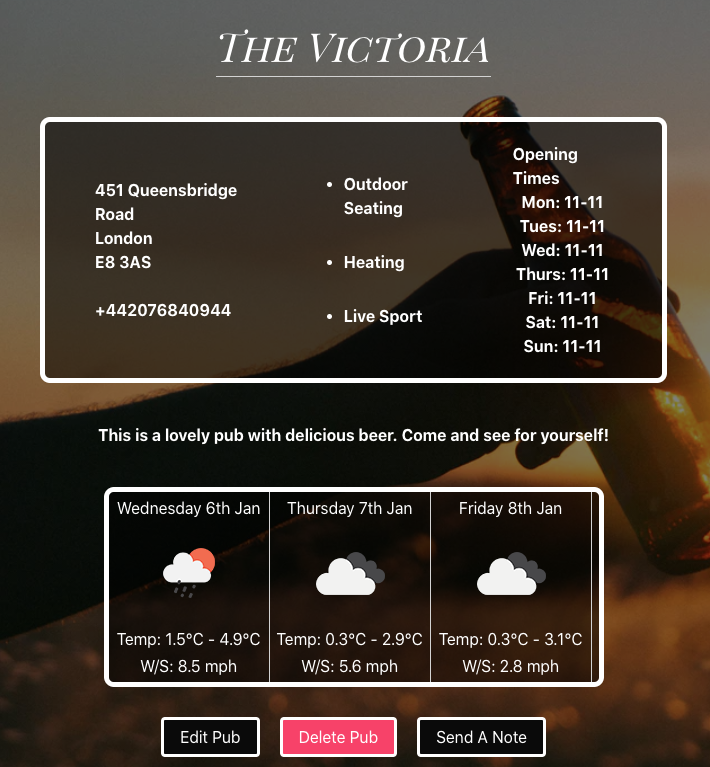 The Victoria
451 Queensbridge
Road
London
E8 3AS
+442076840944
Outdoor
Seating
Heating
Live Sport
Opening
Times
Mon: 11-11
Tues: 11-11
Wed: 11-11
Thurs: 11-11
Fri: 11-11
Sat: 11-11
Sun: 11-11
This is a lovely pub with delicious beer. Come and see for yourself!
Wednesday 6th Jan
Temp: 1.5°C - 4.9°C
W/S: 8.5 mph
Thursday 7th Jan
Temp: 0.3°C - 2.9°C
W/S: 5.6 mph
Friday 8th Jan
Temp: 0.3°C - 3.1°C
W/S: 2.8 mph
Edit Pub
Delete Pub
Send A Note